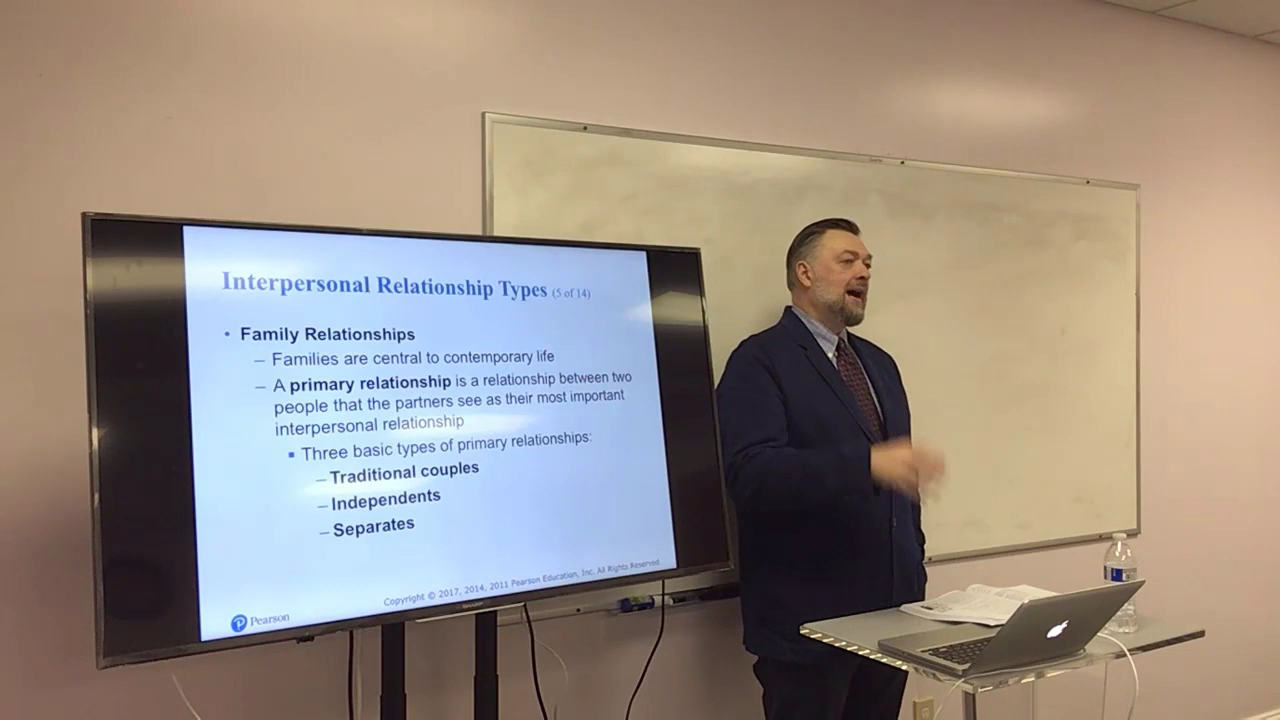 Interpersonal Relationship Types (5 of 14)
• Family Relationships
– Families are central to contemporary life
– A primary relationship is a relationship between two
people that the partners see as their most important
interpersonal relationship
▪ Three basic types of primary relationships:
– Traditional couples
– Independents
– Separates
Copyright © 2017, 2014, 2011 Pearson Education, Inc. All Rights Reserved
Pearson